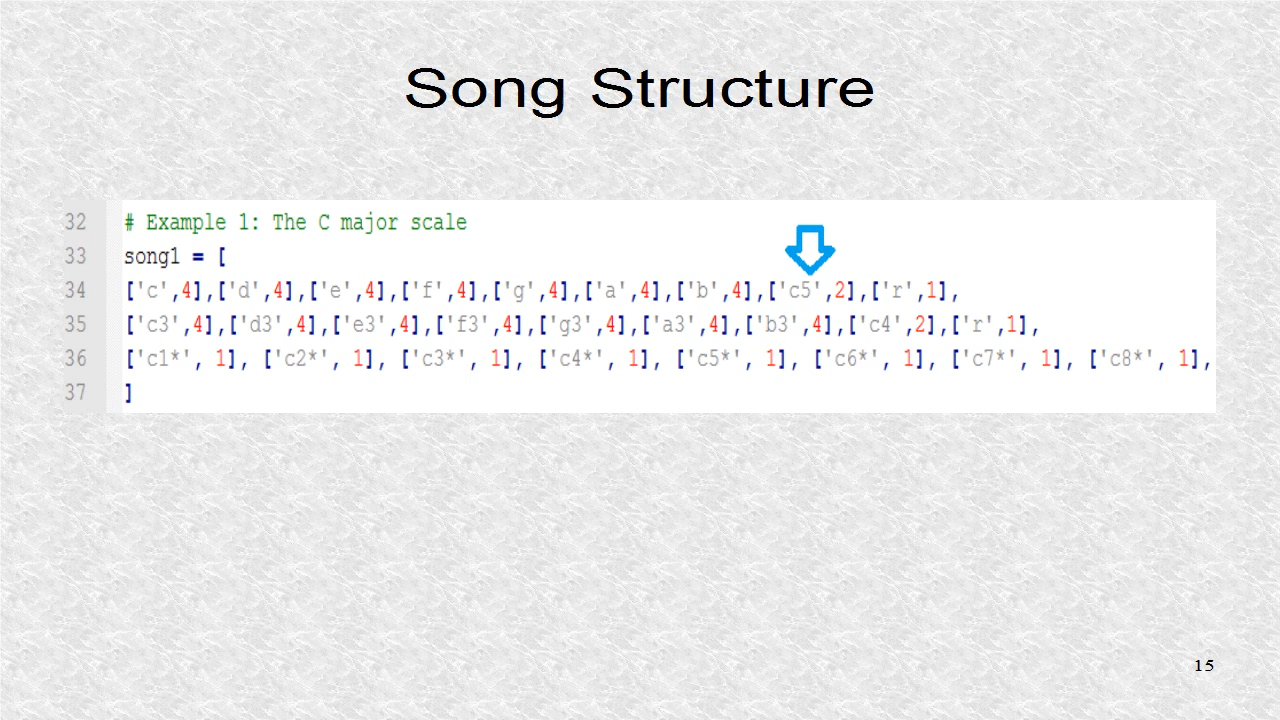 Song Structure
32 # Example 1: The C major scale
33 song1 = [
34 ['c',4],['d',4],['e',4],['f',4],['g',4],['a',4],['b',4],['c5',2],['r',1],
35 ['c3',4],['d3',4],['e3',4],['f3',4],['g3',4],['a3',4],['b3',4],['c4',2],['r',1],
36 ['c1*', 1], ['c2*', 1], ['c3*', 1], ['c4*', 1], ['c5*', 1], ['c6*', 1], ['c7*', 1], ['c8*', 1],
37 ]
15